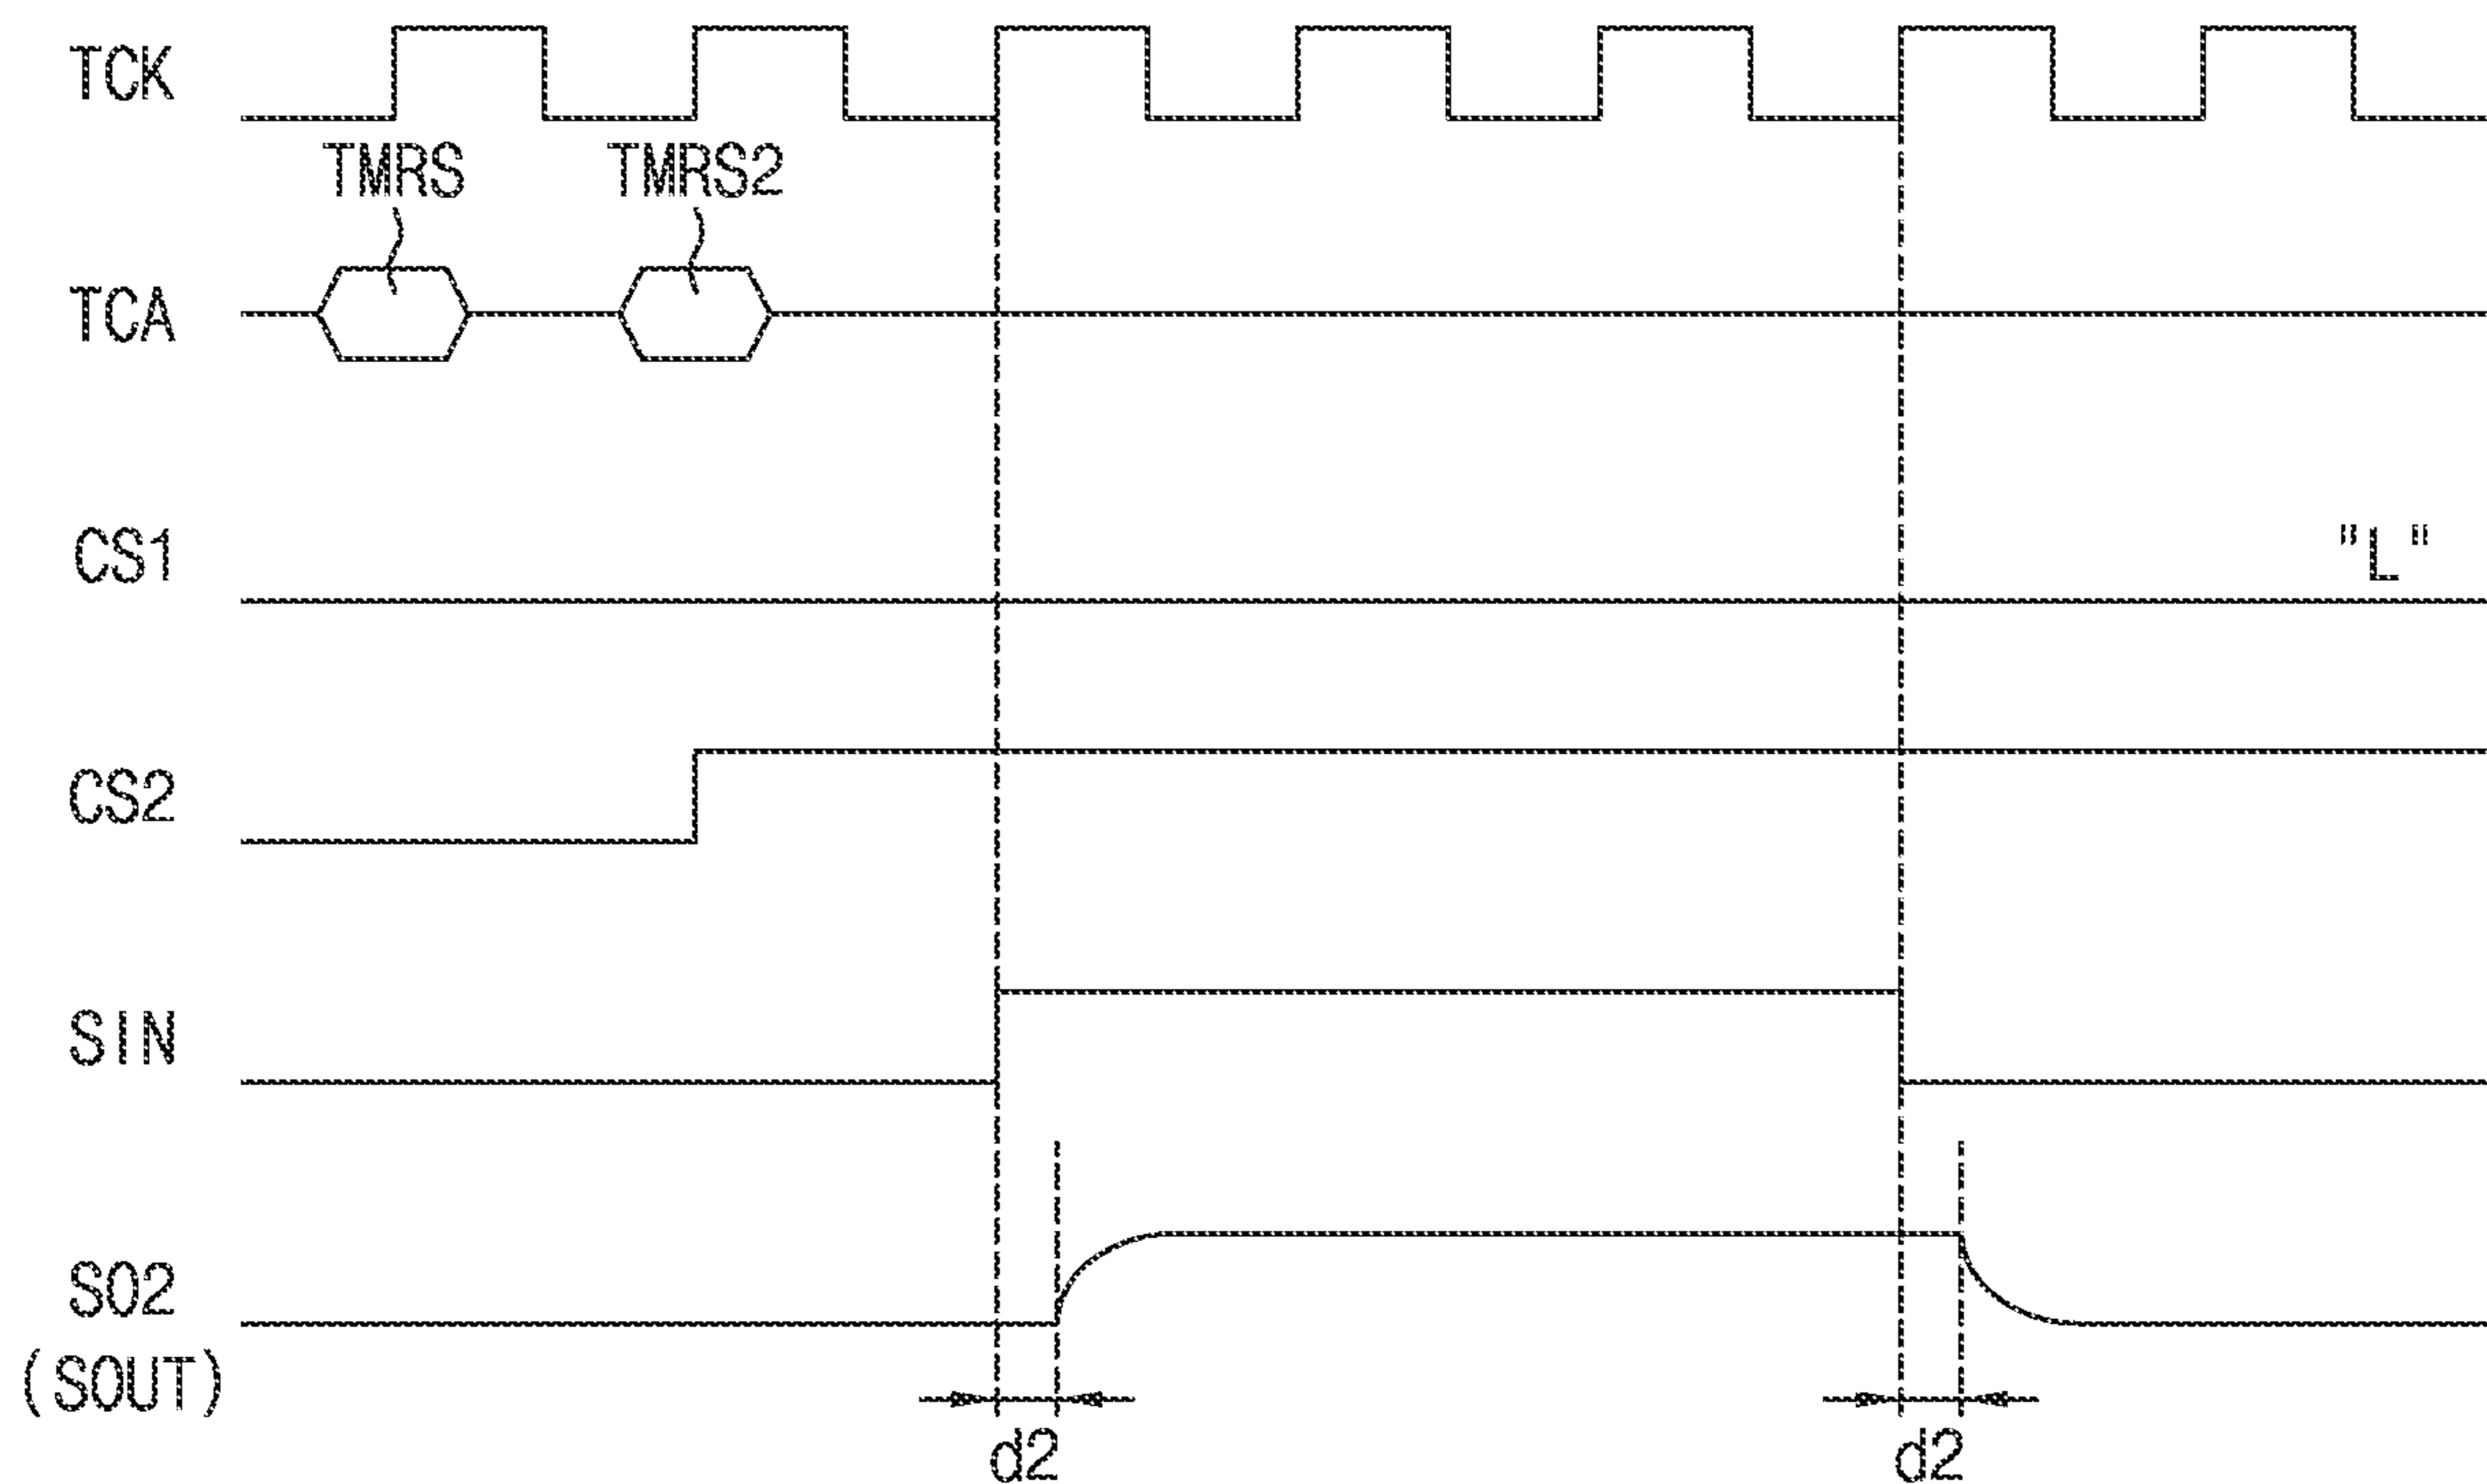 TCK
TMRS TMRS2
TCA
CS1 "L"
CS2
SIN
SO2
(SOUT)
d2 d2